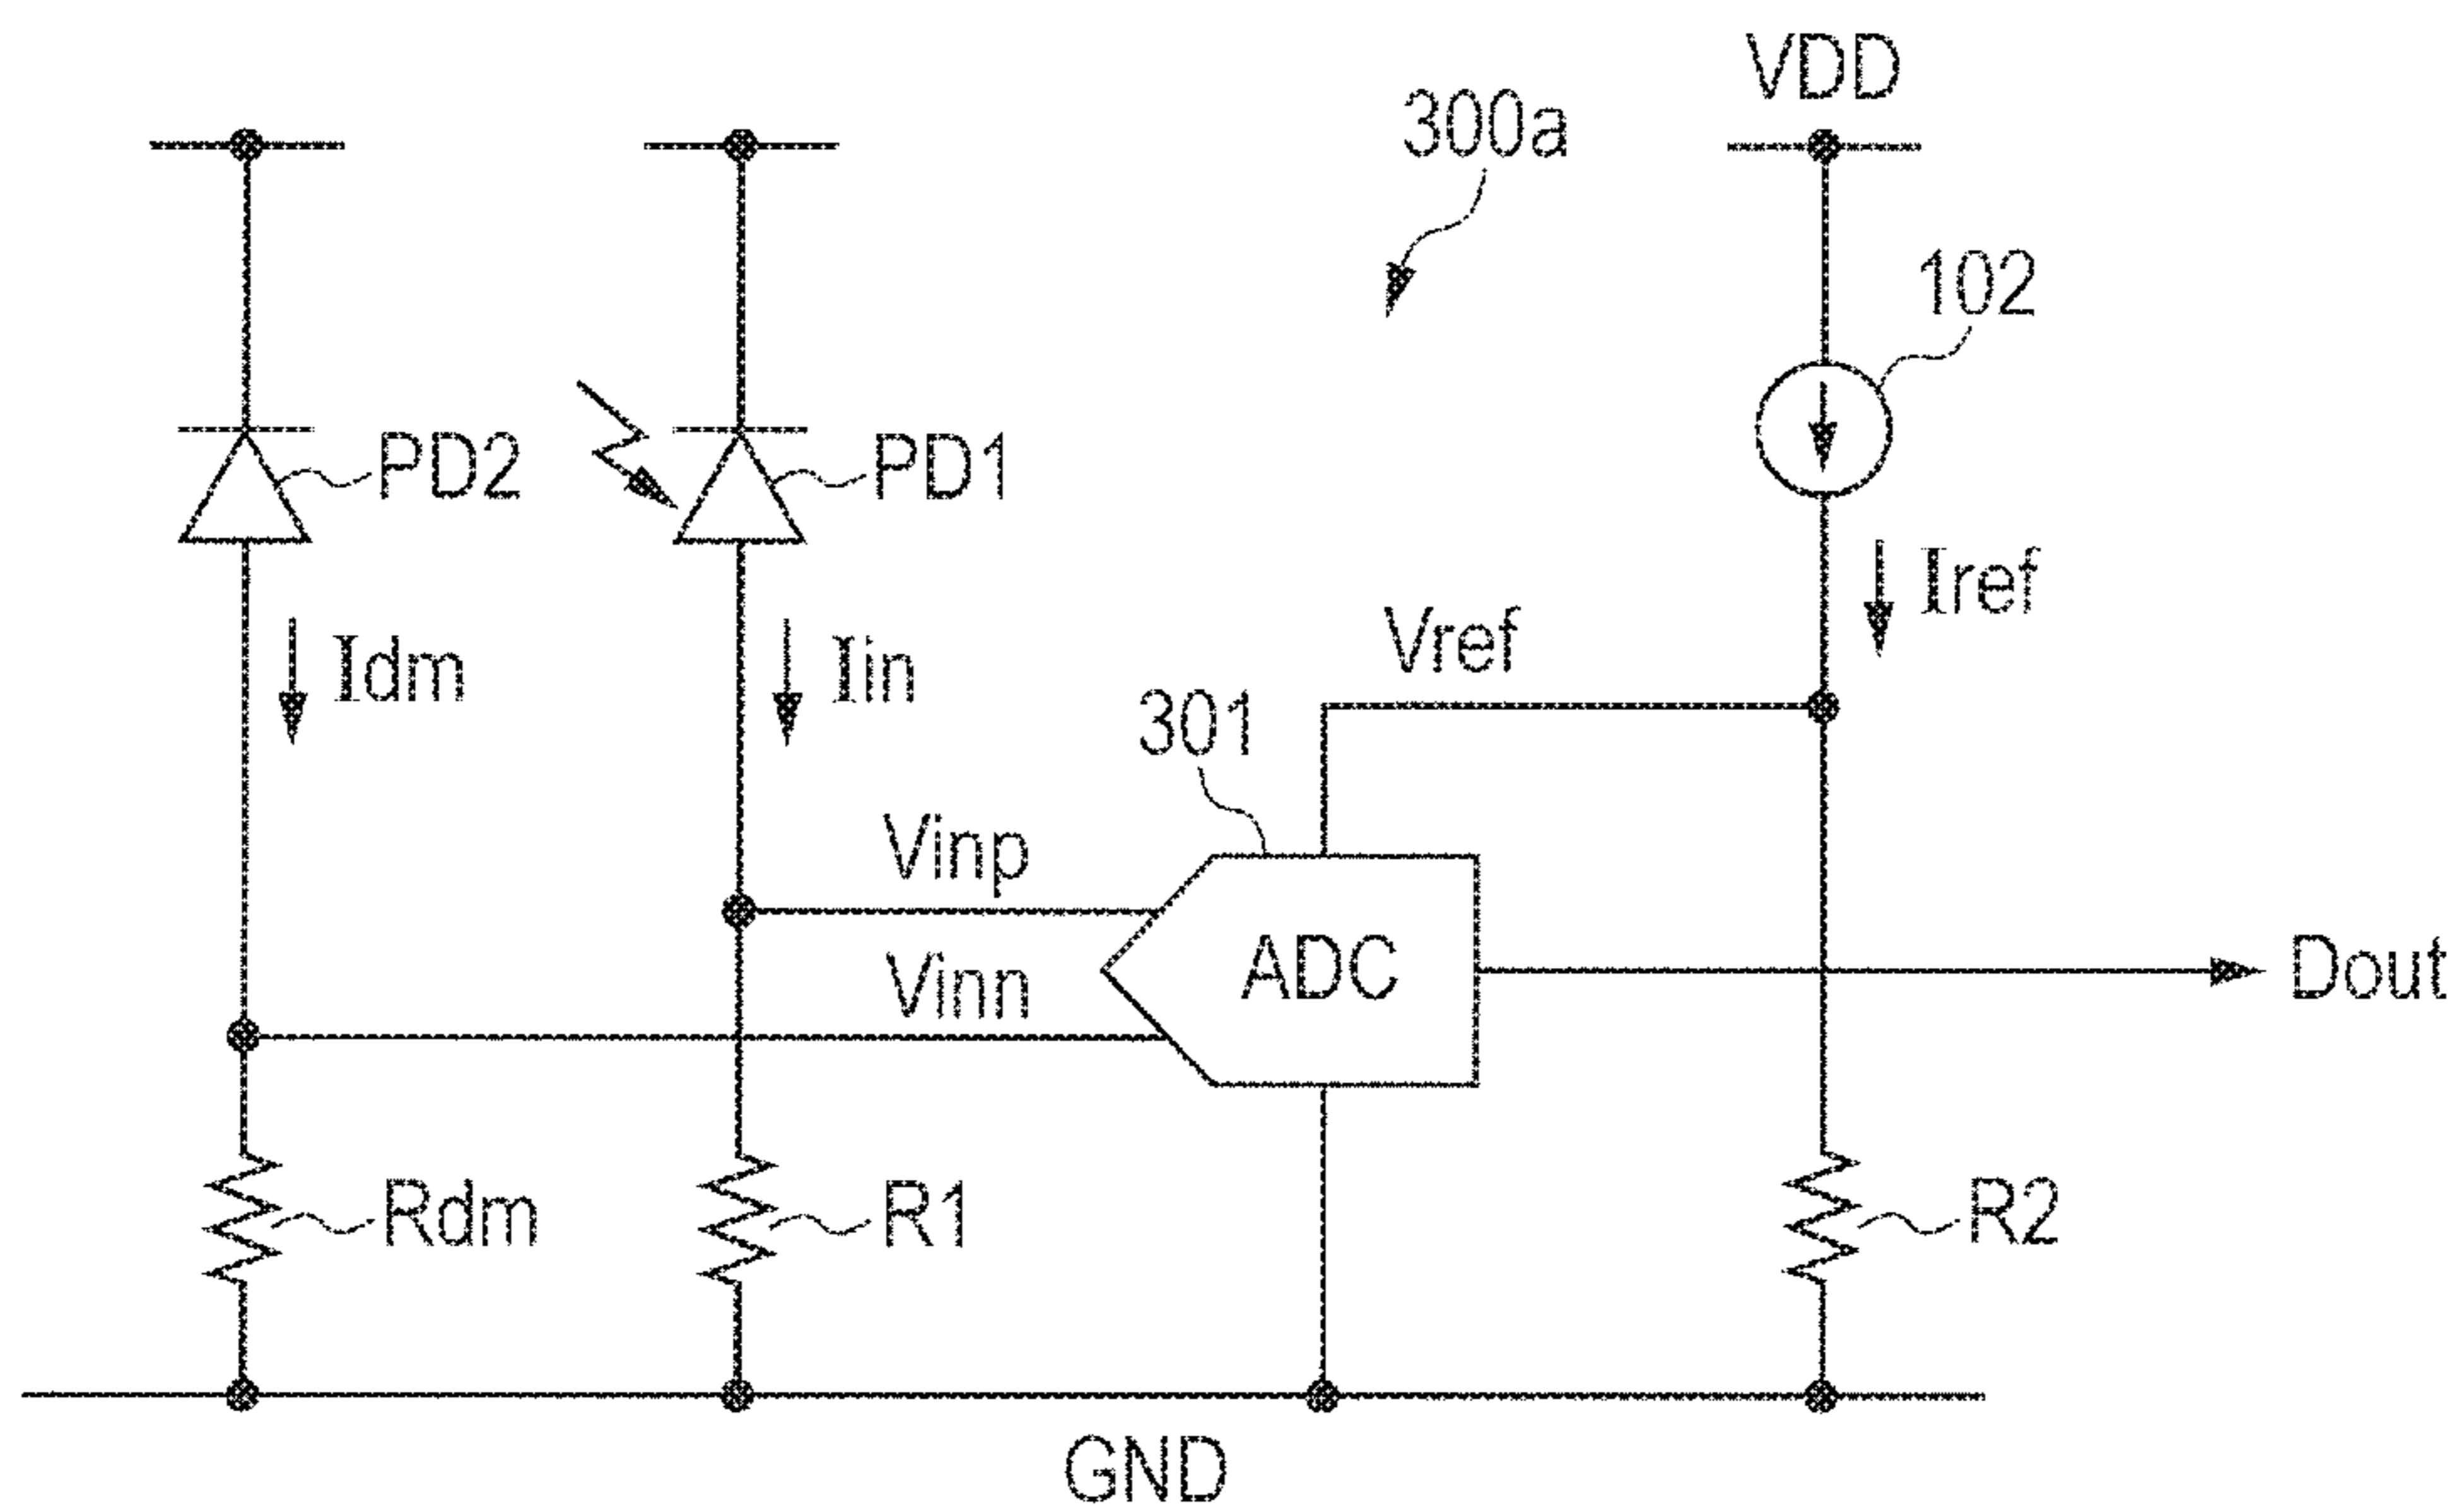 VDD
300a
102
PD2
PD1
Iref
Idm
Iin
Vref
301
Vinp
Vinn
ADC
Dout
Rdm
R1
R2
GND